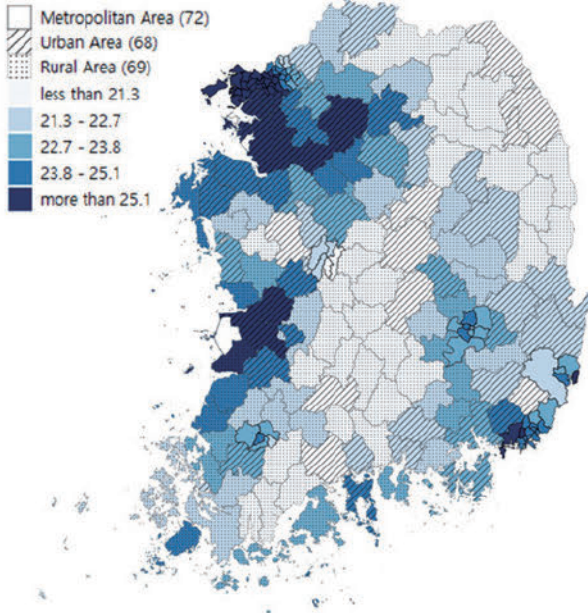 Metropolitan Area (72)
Urban Area (68)
Rural Area (69)
less than 21.3
21.3 - 22.7
22.7 - 23.8
23.8 - 25.1
more than 25.1